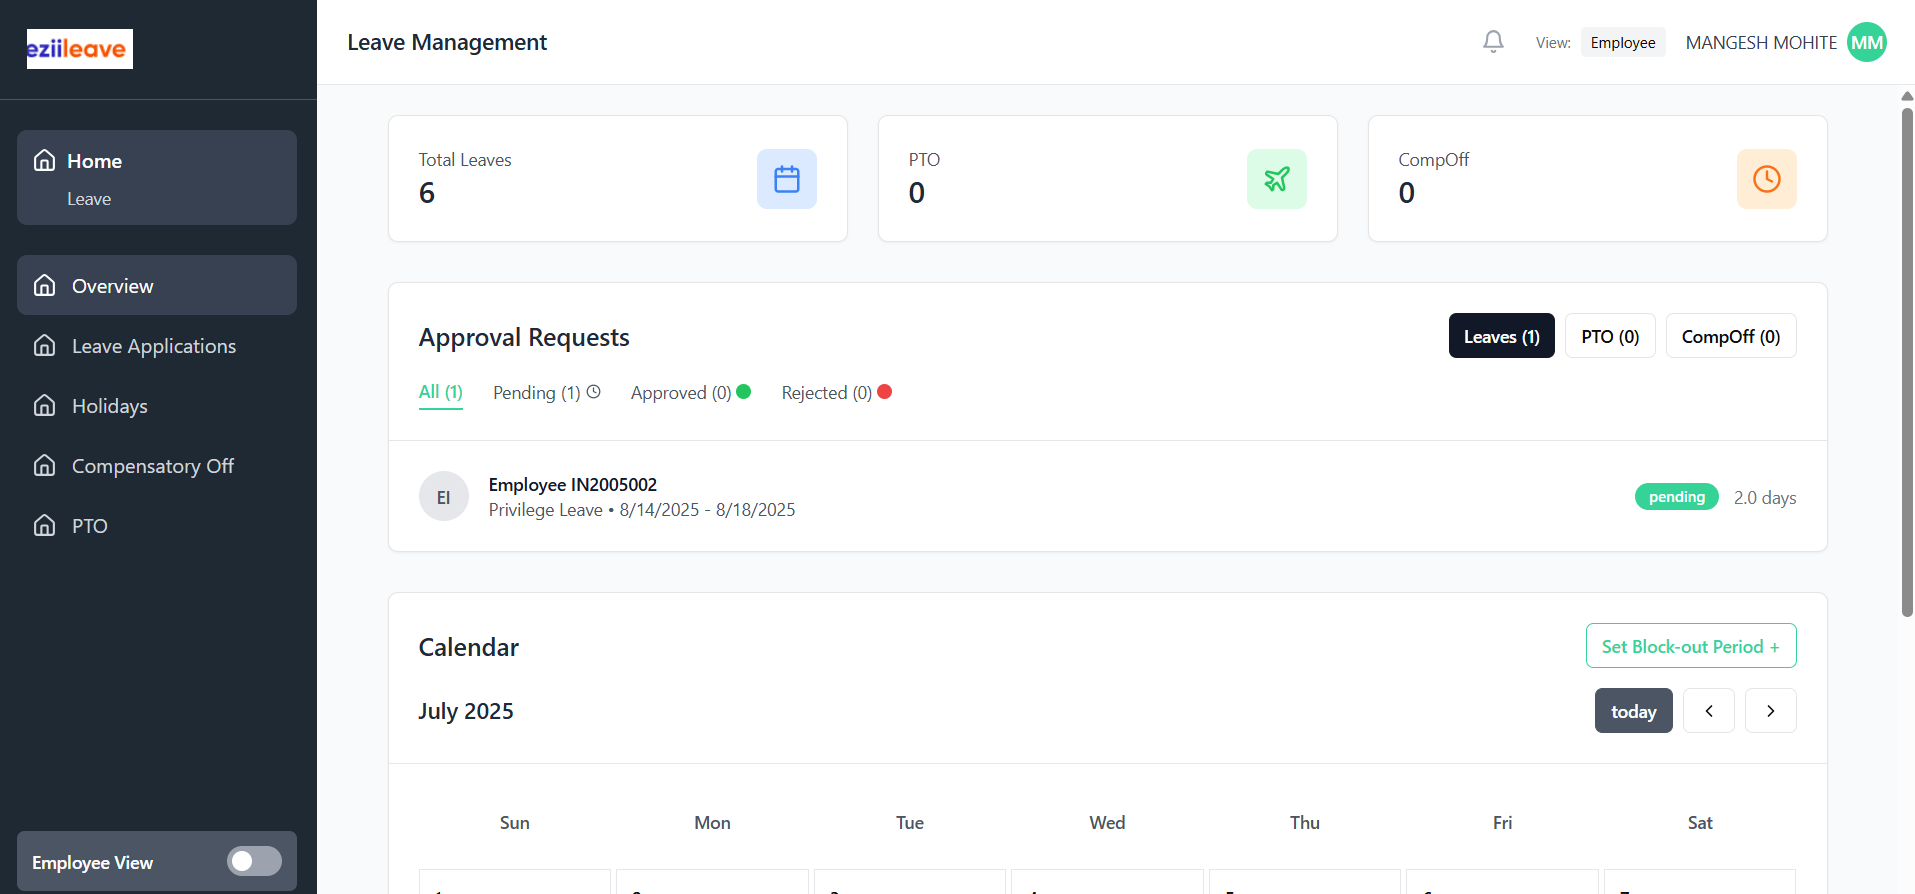 eziileave
Leave Management
View: Employee MANGESH MOHITE MM
Home
Leave
Overview
Leave Applications
Holidays
Compensatory Off
PTO
Employee View
Total Leaves
6
PTO
0
CompOff
0
Approval Requests
Leaves (1) PTO (0) CompOff (0)
All (1) Pending (1) Approved (0) Rejected (0)
EI
Employee IN2005002
Privilege Leave • 8/14/2025 - 8/18/2025
pending 2.0 days
Calendar
Set Block-out Period +
July 2025
today
Sun Mon Tue Wed Thu Fri Sat